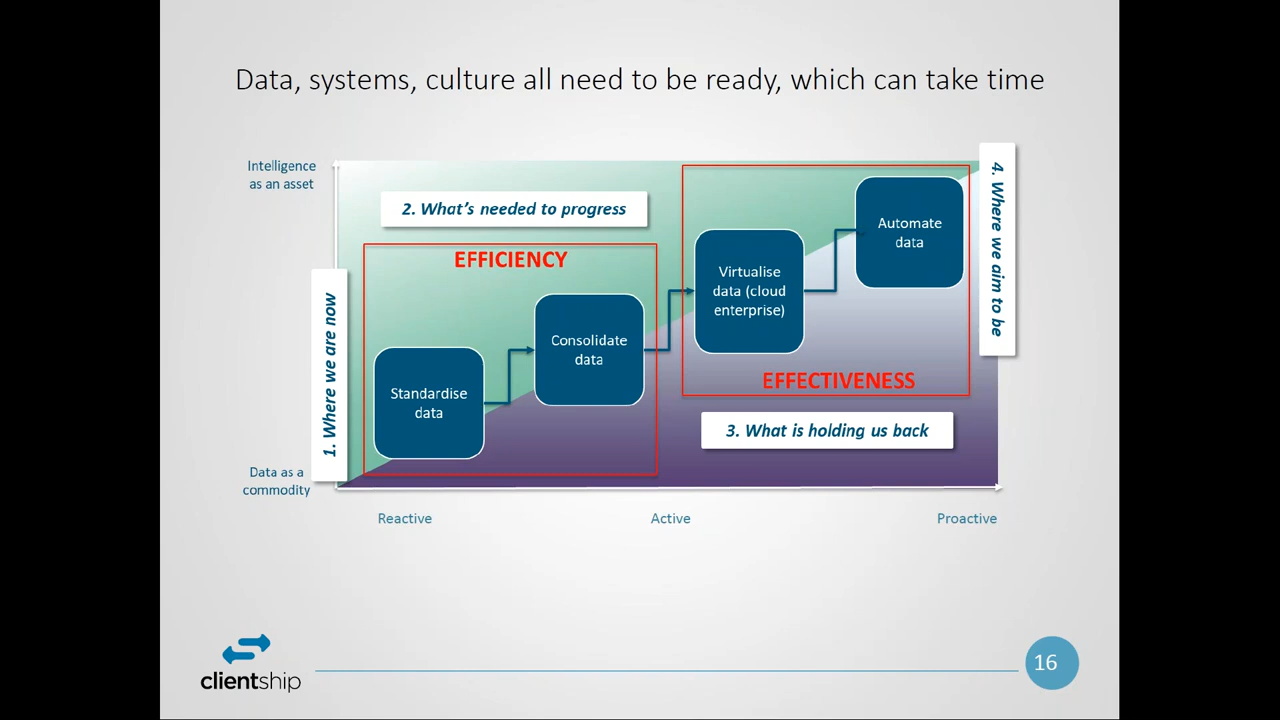 Data, systems, culture all need to be ready, which can take time
Intelligence
as an asset
2. What's needed to progress
EFFICIENCY
1. Where we are now
Standardise
data
Consolidate
data
Virtualise
data (cloud
enterprise)
Automate
data
4. Where we aim to be
EFFECTIVENESS
3. What is holding us back
Data as a
commodity
Reactive
Active
Proactive
clientship
16